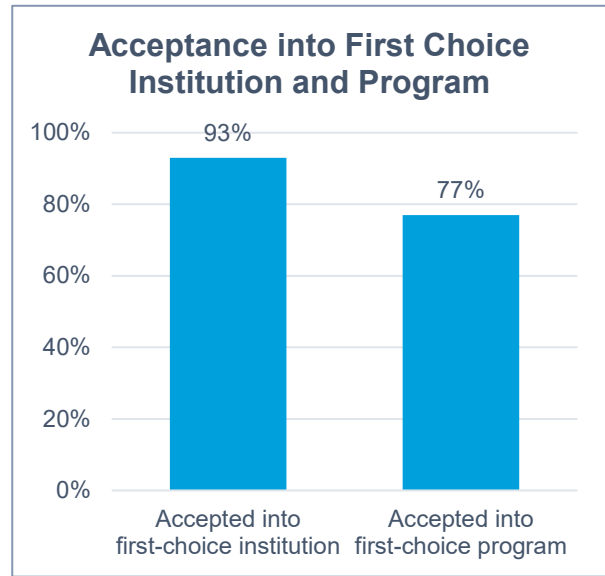 Acceptance into First Choice
Institution and Program
100%
93%
77%
80%
60%
40%
20%
0%
Accepted into
first-choice institution
Accepted into
first-choice program